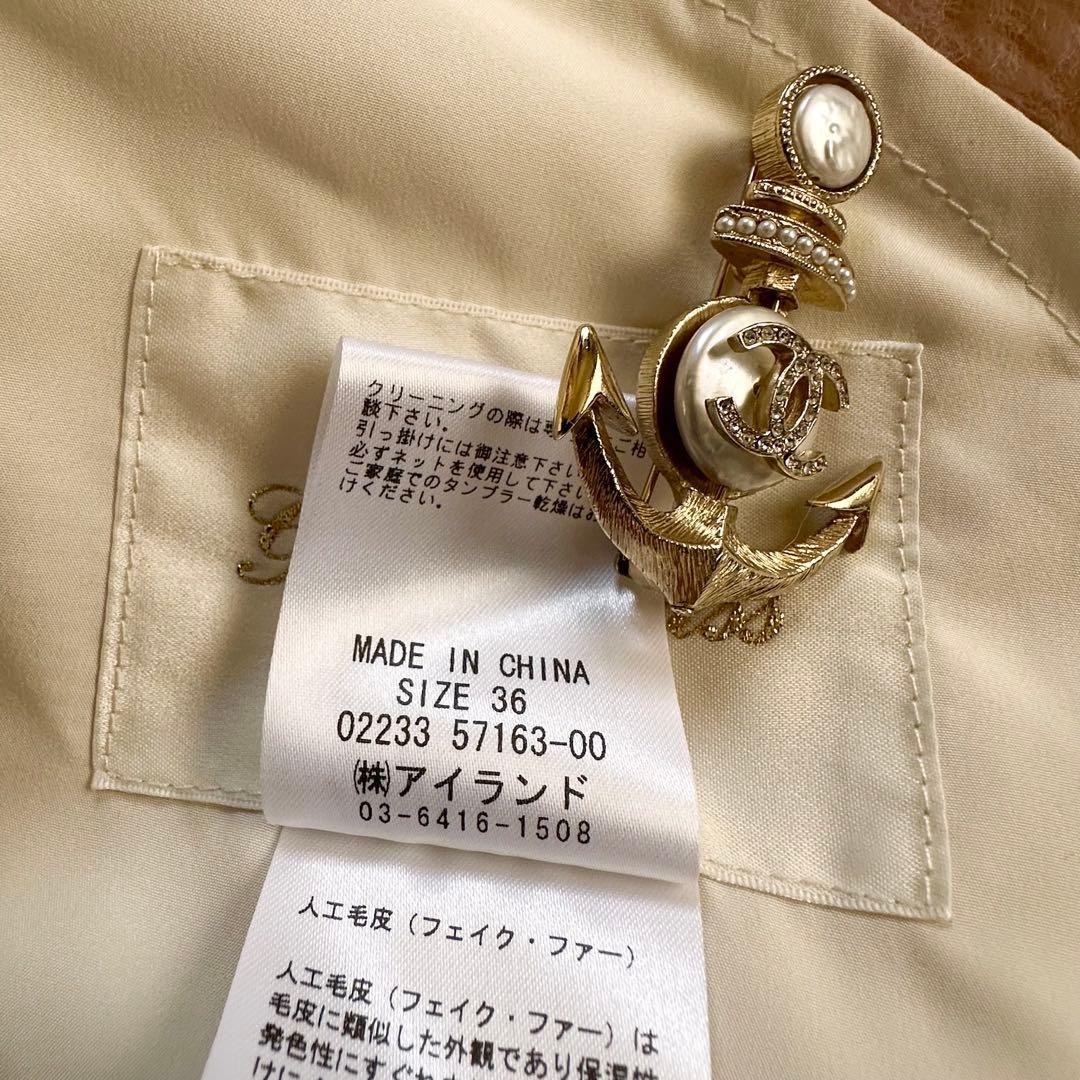 クリーニングの際は
談下さい。
引っ掛けには御注意下さい
必ずネットを使用して下さい
ご家庭でのタンブラー乾燥はお
けください。
MADE IN CHINA
SIZE 36
02233 57163-00
㈱アイランド
03-6416-1508
人工毛皮（フェイク・ファー）
人工毛皮（フェイク・ファー）は
毛皮に類似した外観であり保温性
発色性にすぐれ